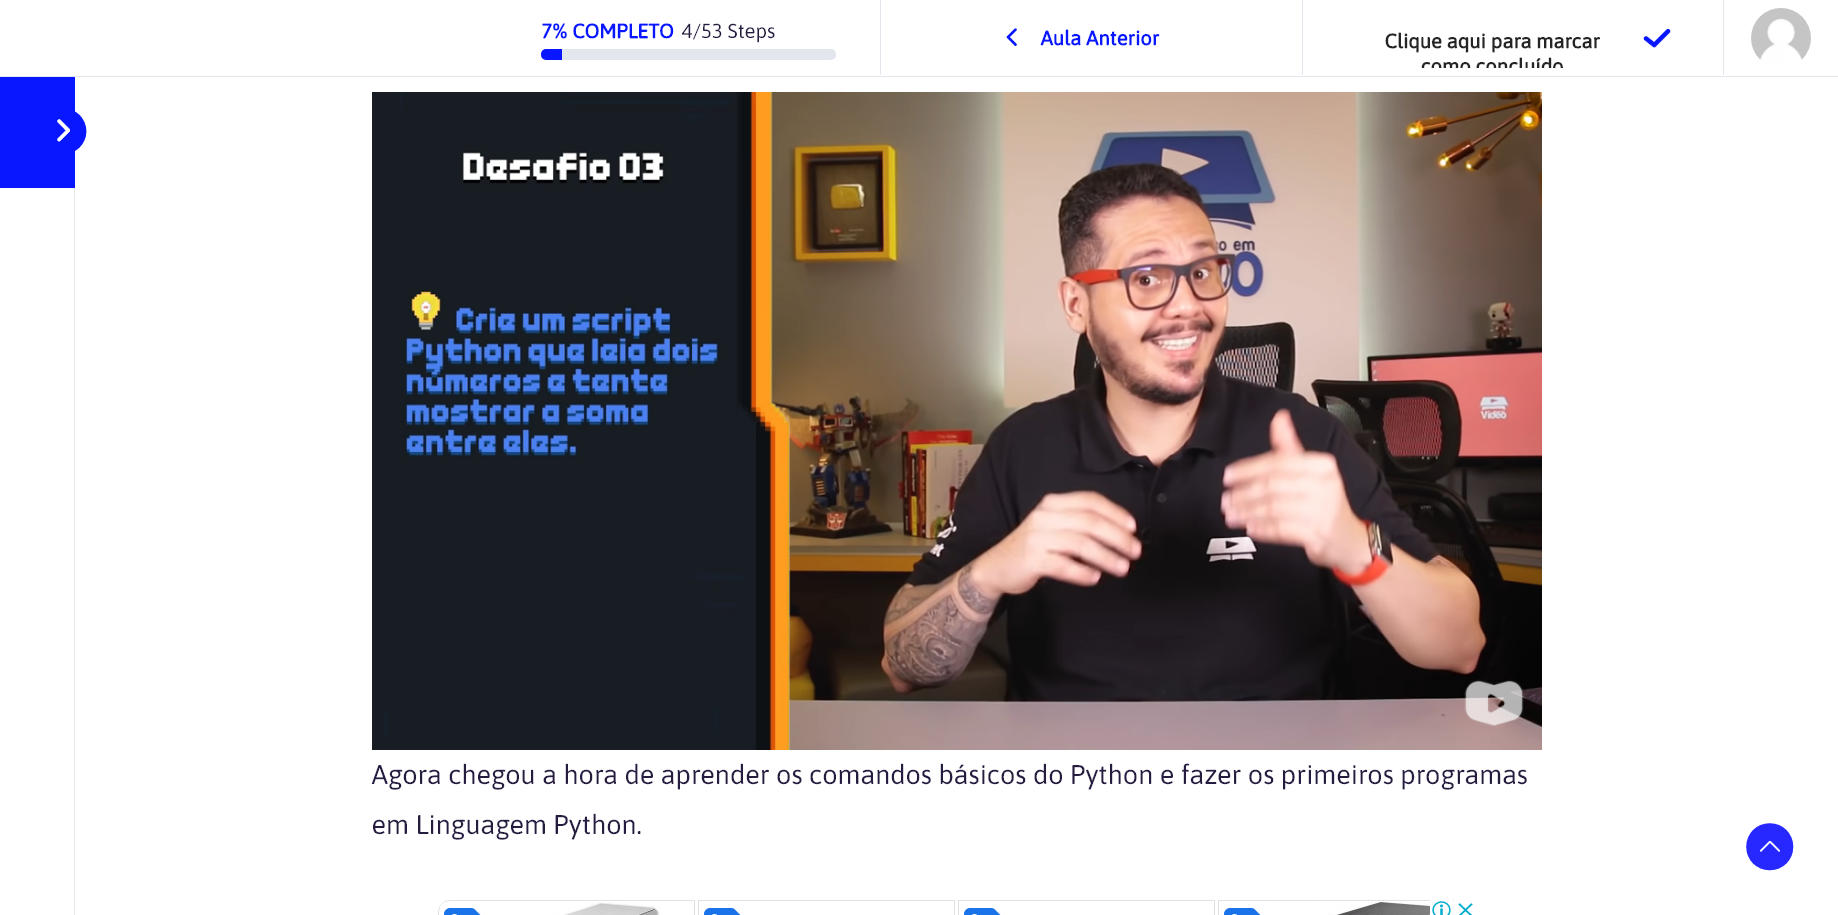 7% COMPLETO 4/53 Steps
Aula Anterior
Clique aqui para marcar
como concluído
Desafio 03
Crie um script
Python que leia dois
números e tente
mostrar a soma
entre eles.
o em
Vídeo
Agora chegou a hora de aprender os comandos básicos do Python e fazer os primeiros programas
em Linguagem Python.